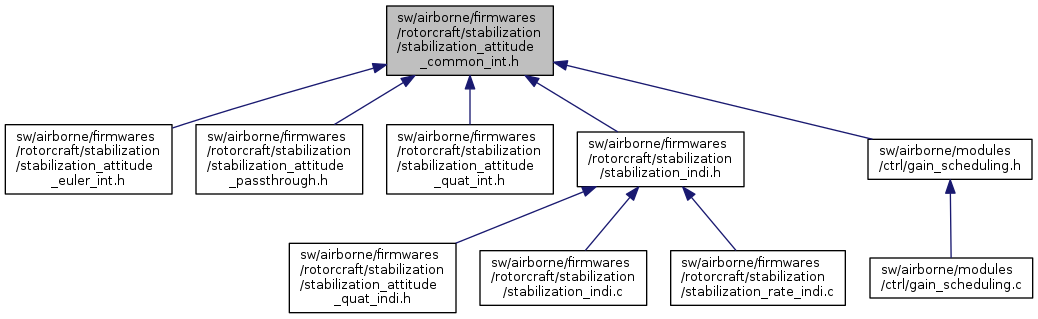 sw/airborne/firmwares
/rotorcraft/stabilization
/stabilization_attitude
_common_int.h
sw/airborne/firmwares
/rotorcraft/stabilization
/stabilization_attitude
_euler_int.h
sw/airborne/firmwares
/rotorcraft/stabilization
/stabilization_attitude
_passthrough.h
sw/airborne/firmwares
/rotorcraft/stabilization
/stabilization_attitude
_quat_int.h
sw/airborne/firmwares
/rotorcraft/stabilization
/stabilization_indi.h
sw/airborne/modules
/ctrl/gain_scheduling.h
sw/airborne/firmwares
/rotorcraft/stabilization
/stabilization_attitude
_quat_indi.h
sw/airborne/firmwares
/rotorcraft/stabilization
/stabilization_indi.c
sw/airborne/firmwares
/rotorcraft/stabilization
/stabilization_rate_indi.c
sw/airborne/modules
/ctrl/gain_scheduling.c